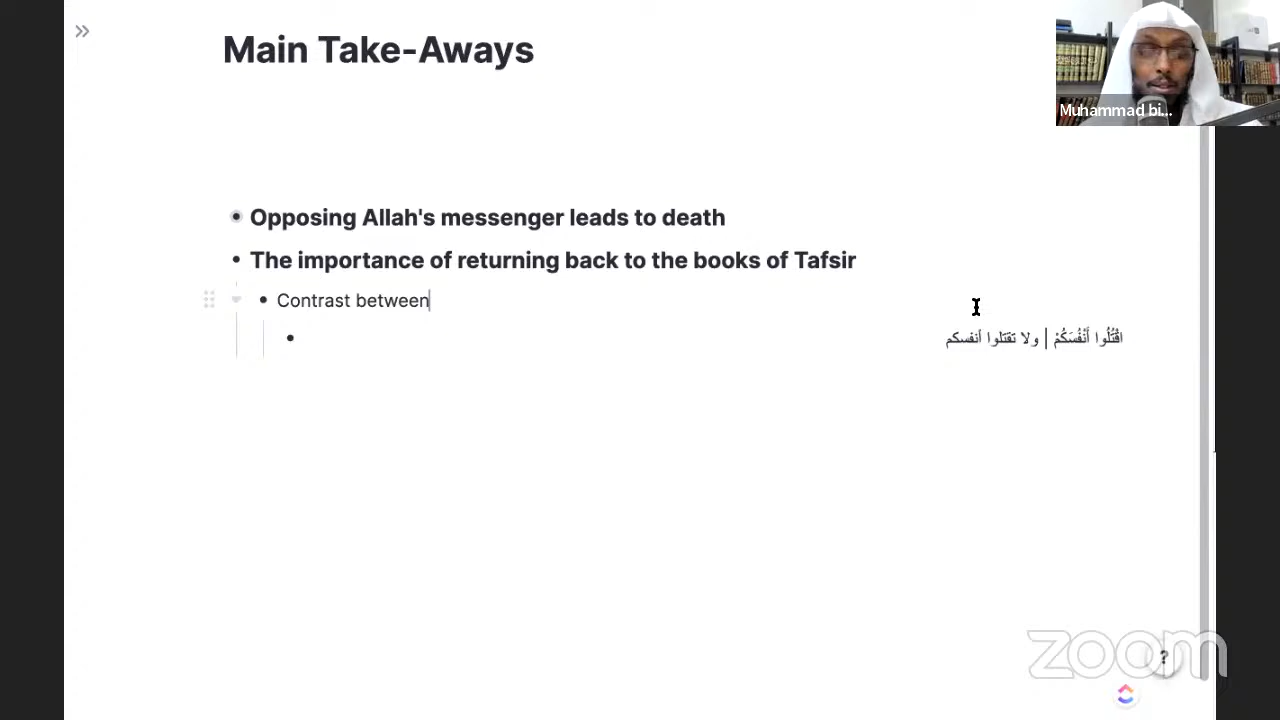 Main Take-Aways
Muhammad bi...
Opposing Allah's messenger leads to death
The importance of returning back to the books of Tafsir
Contrast between
اقْتُلُوا أَنْفُسَكُمْ | ولا تقتلوا أنفسكم
zoom
?